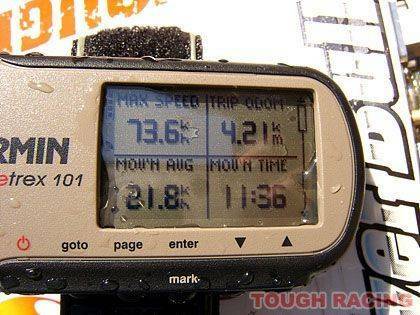 MAX SPEED TRIP ODOM
73.6 4.21
MOV'N AVG MOV'N TIME
21.8 11:36
RMIN
etrex 101
goto page enter
mark
TOUGH RACING